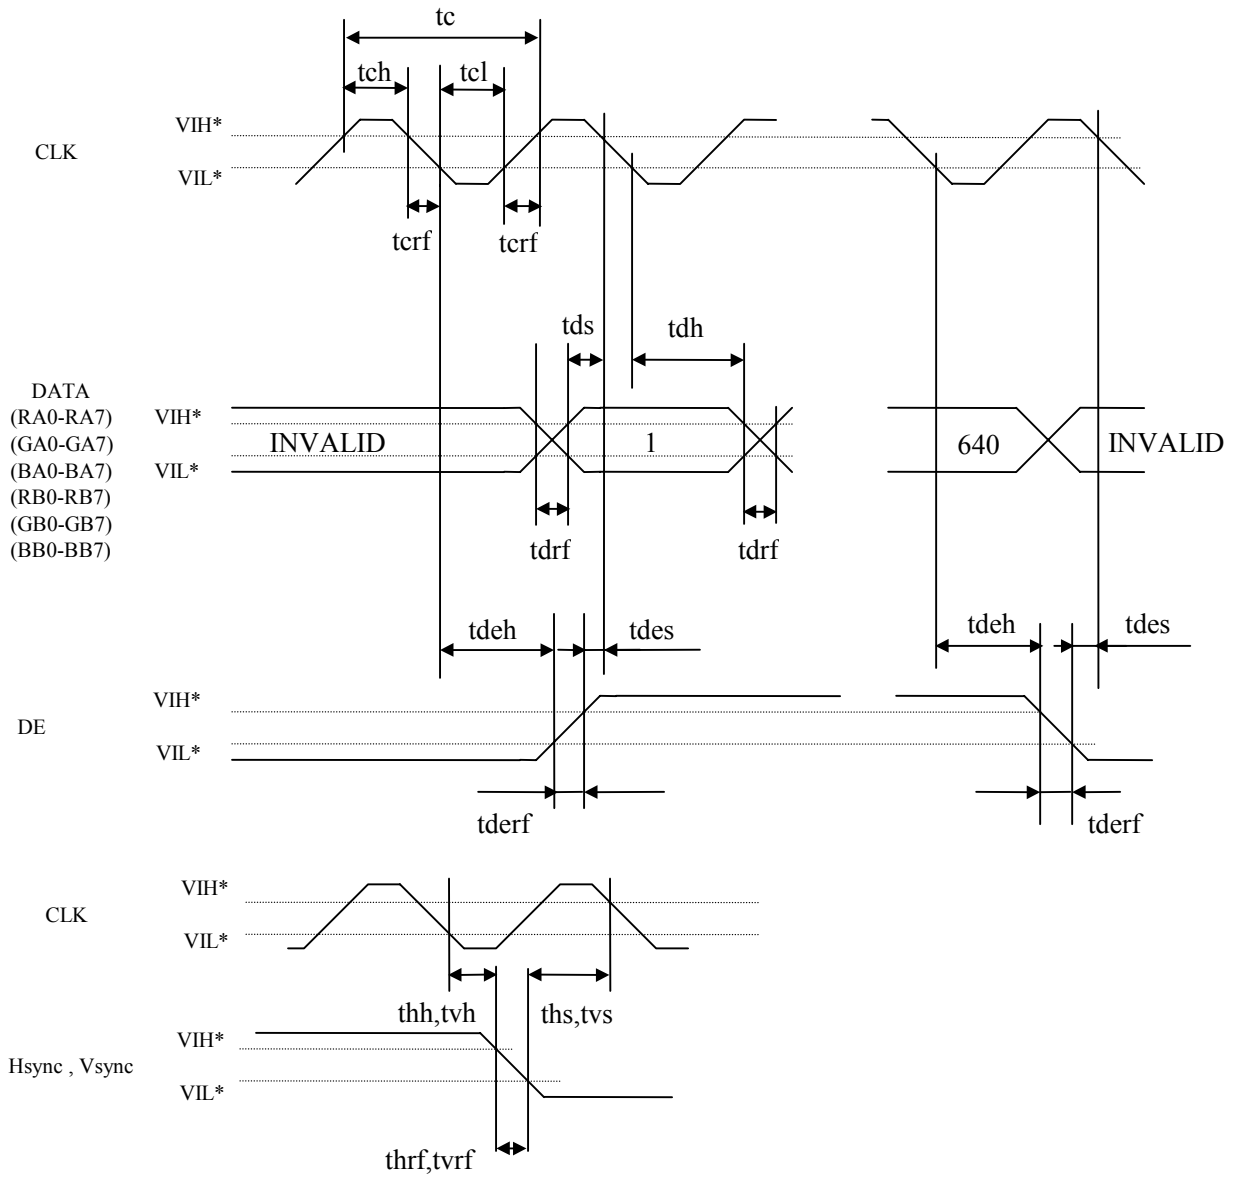 tc
tch
tcl
VIH*
CLK
VIL*
tcrf
tcrf
tds
tdh
DATA
(RA0-RA7)
VIH*
(GA0-GA7)
INVALID
1
640
INVALID
(BA0-BA7)
VIL*
(RB0-RB7)
(GB0-GB7)
(BB0-BB7)
tdrf
tdrf
tdeh
tdes
tdeh
tdes
VIH*
DE
VIL*
tderf
tderf
VIH*
CLK
VIL*
thh,tvh
ths,tvs
VIH*
Hsync , Vsync
VIL*
thrf,tvrf